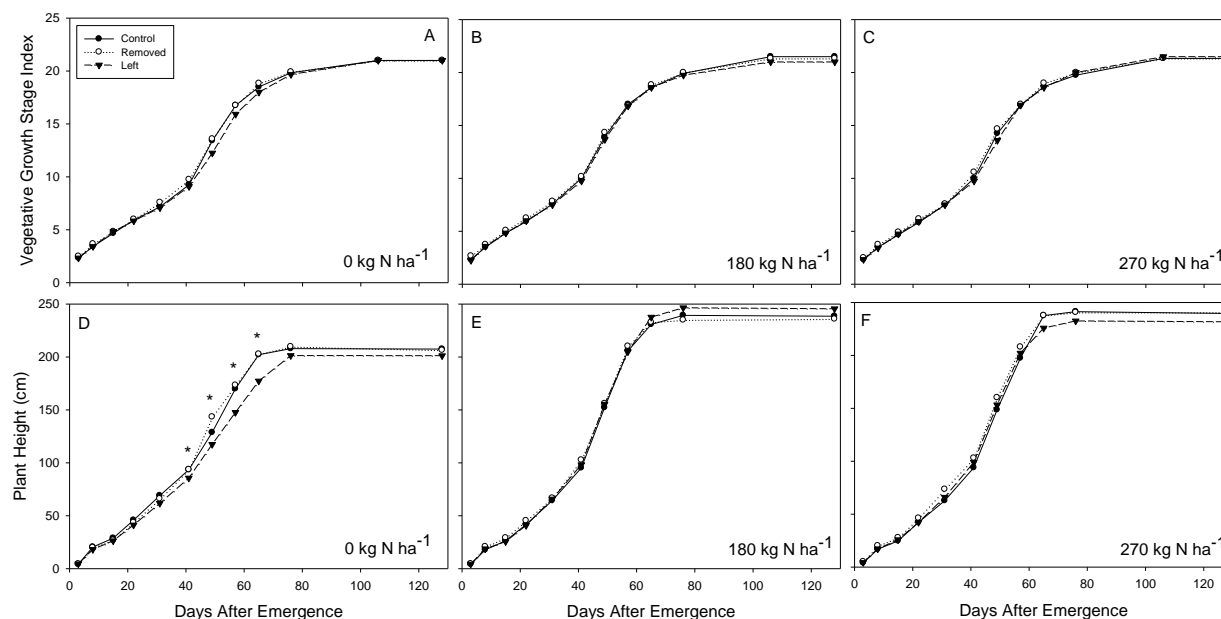 Vegetative Growth Stage Index
25
20
15
10
5
0
Control
Removed
Left
A
0 kg N ha-1
B
180 kg N ha-1
C
270 kg N ha-1
Plant Height (cm)
250
200
150
100
50
0
D
*
*
*
*
0 kg N ha-1
E
180 kg N ha-1
F
270 kg N ha-1
0 20 40 60 80 100 120
0 20 40 60 80 100 120
0 20 40 60 80 100 120
Days After Emergence
Days After Emergence
Days After Emergence